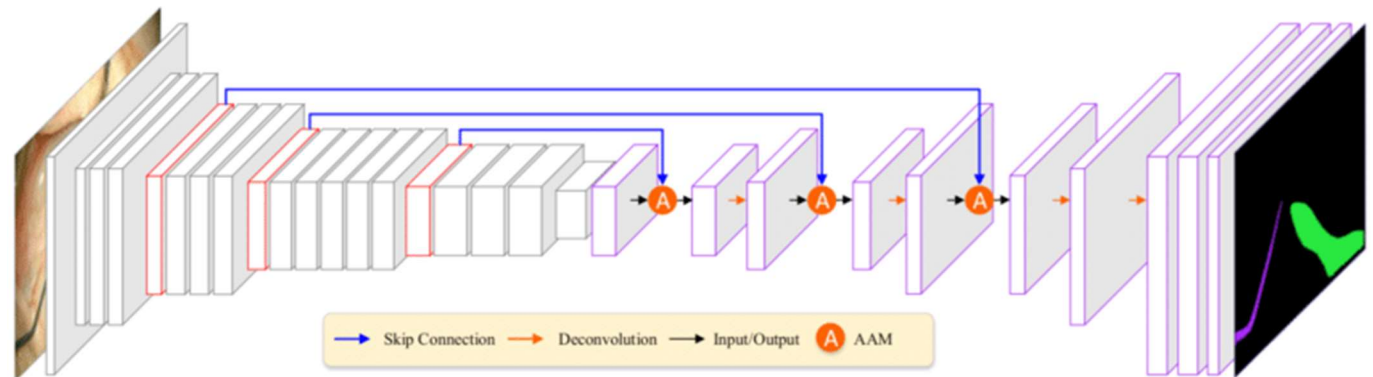 A
A
A
Skip Connection
Deconvolution
Input/Output
A
AAM